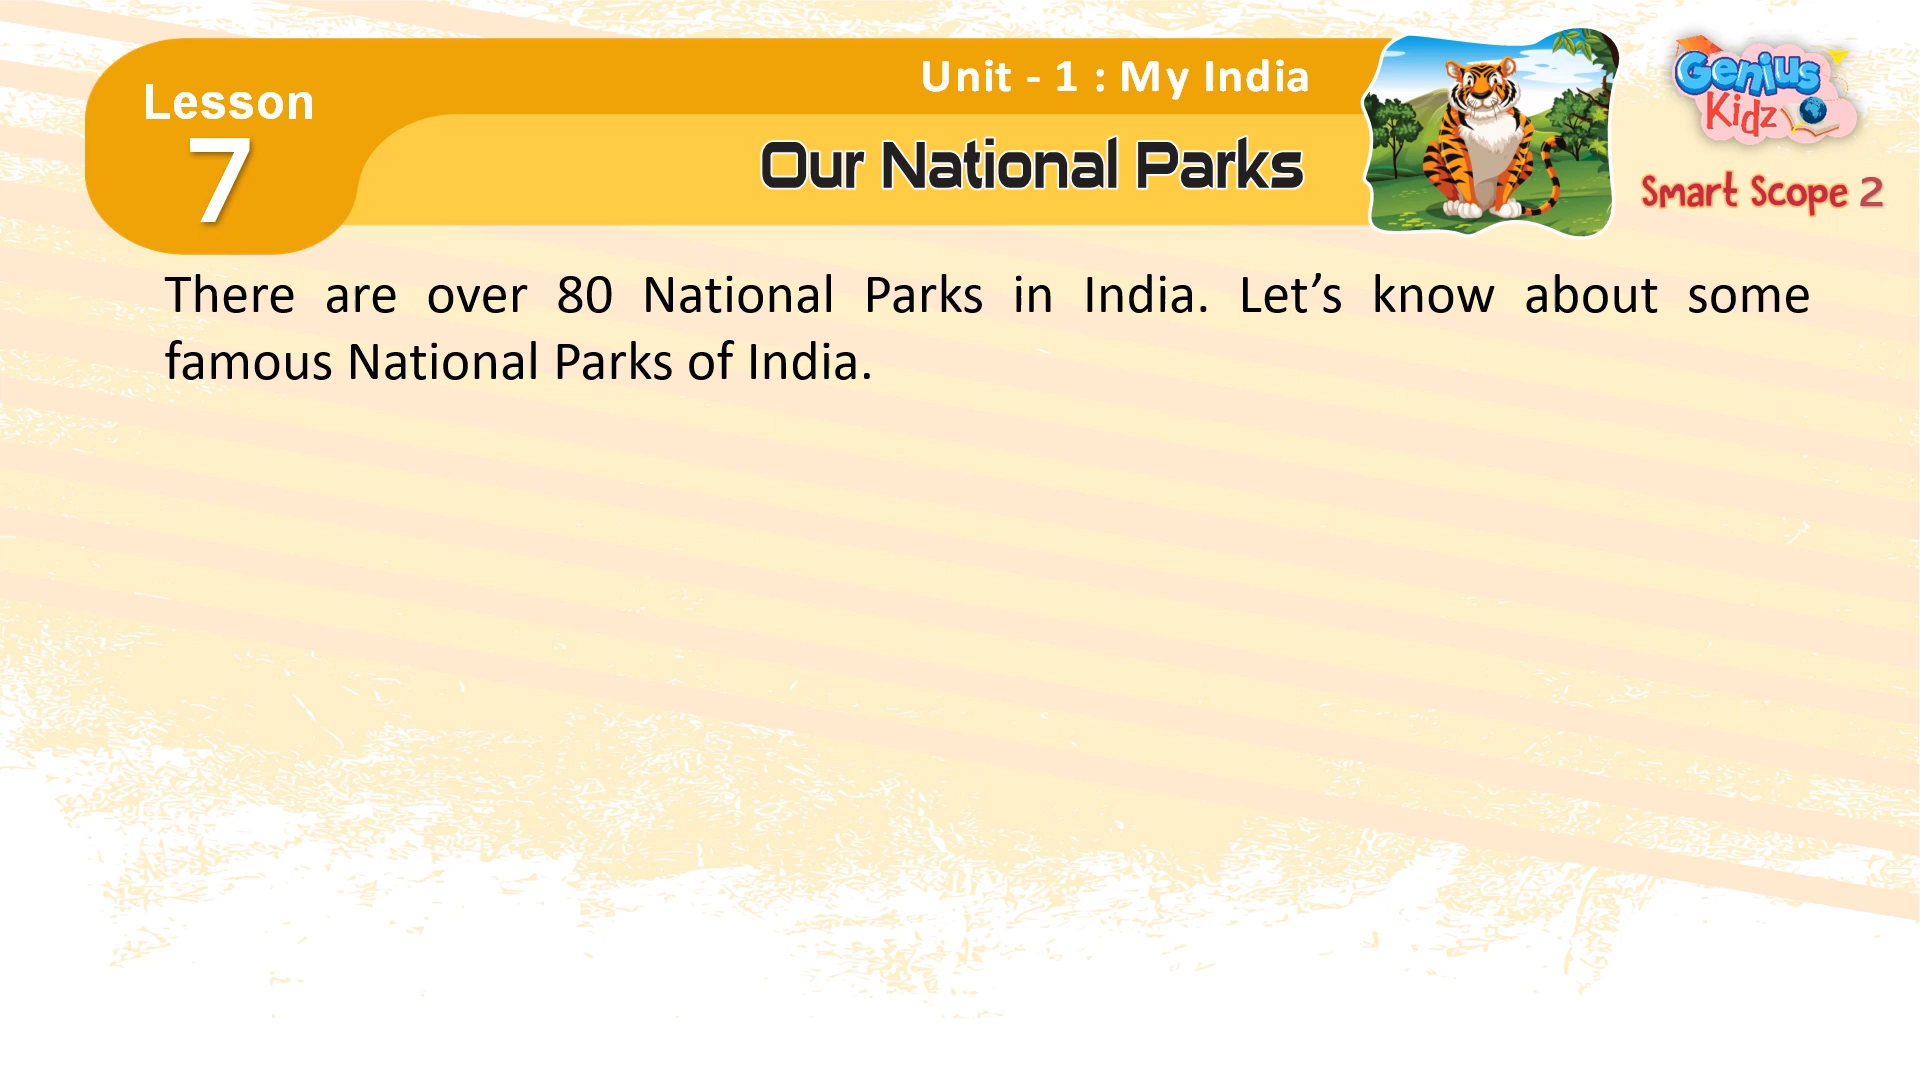 Unit - 1 : My India
Lesson
7
Our National Parks
Genius
Kidz
Smart Scope 2
There are over 80 National Parks in India. Let’s know about some
famous National Parks of India.